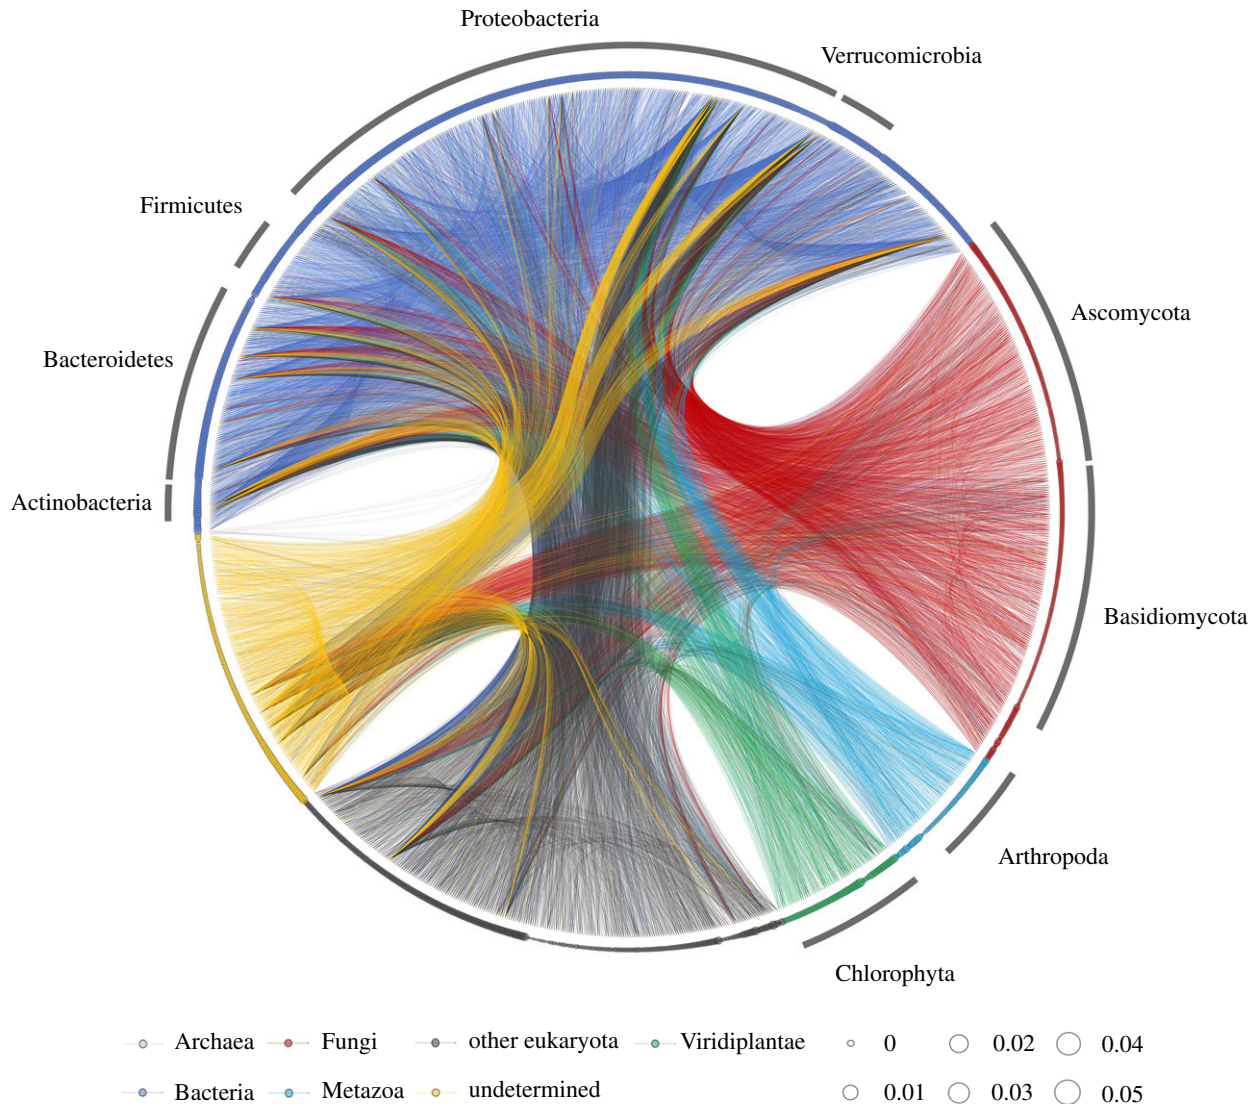 Proteobacteria
Verrucomicrobia
Firmicutes
Ascomycota
Bacteroidetes
Actinobacteria
Basidiomycota
Arthropoda
Chlorophyta
Archaea Fungi other eukaryota Viridiplantae 0 0.02 0.04
Bacteria Metazoa undetermined 0.01 0.03 0.05